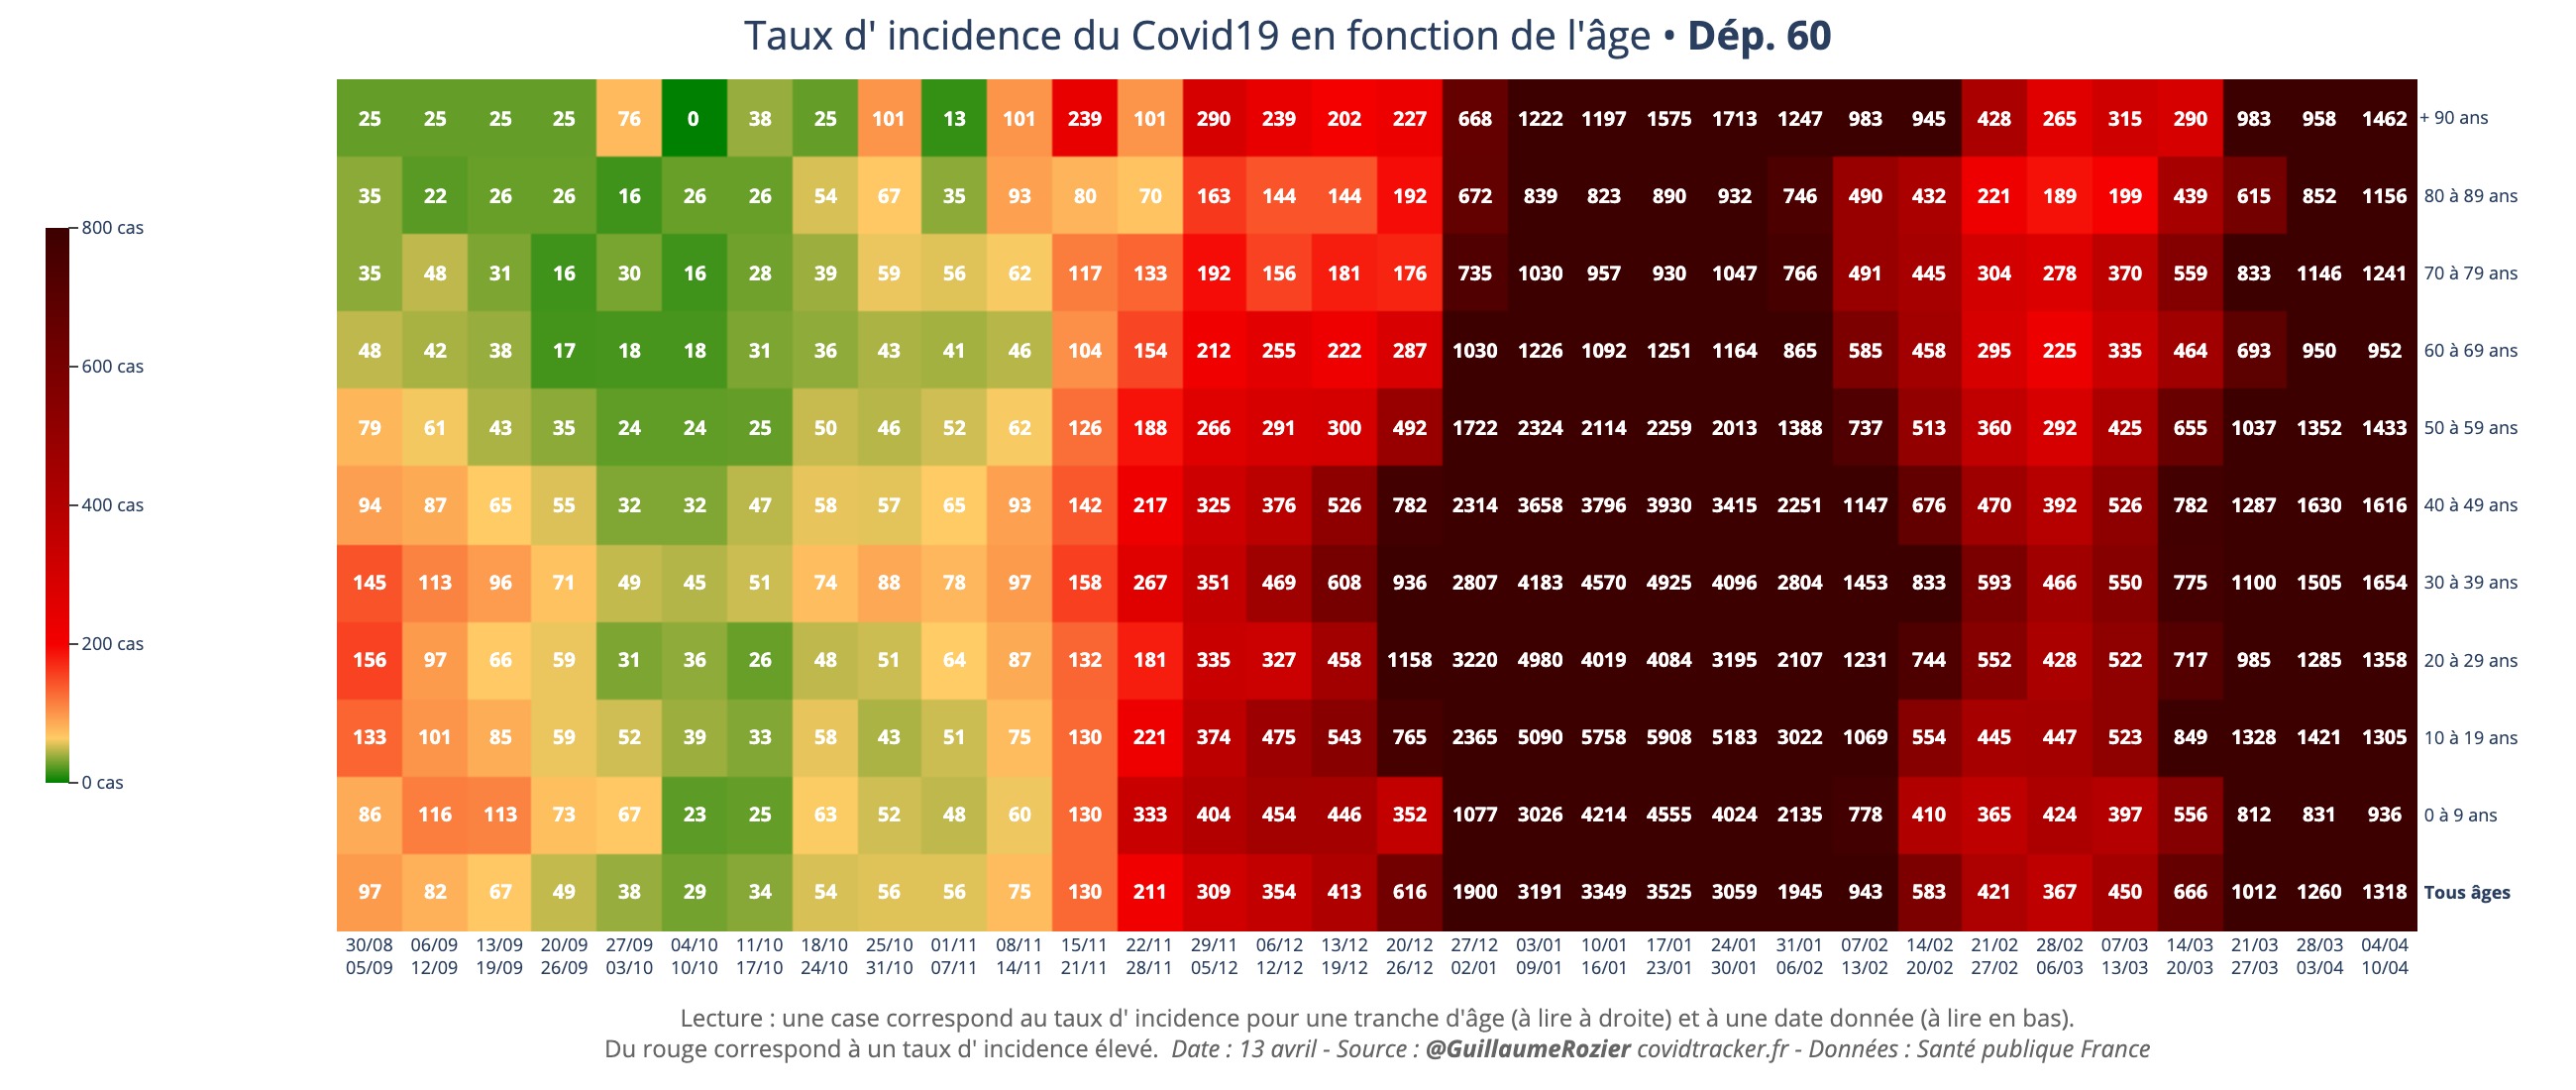 Taux d' incidence du Covid19 en fonction de l'âge • Dép. 60
25 25 25 25 76 0 38 25 101 13 101 239 101 290 239 202 227 668 1222 1197 1575 1713 1247 983 945 428 265 315 290 983 958 1462 + 90 ans
35 22 26 26 16 26 26 54 67 35 93 80 70 163 144 144 192 672 839 823 890 932 746 490 432 221 189 199 439 615 852 1156 80 à 89 ans
800 cas
35 48 31 16 30 16 28 39 59 56 62 117 133 192 156 181 176 735 1030 957 930 1047 766 491 445 304 278 370 559 833 1146 1241 70 à 79 ans
48 42 38 17 18 18 31 36 43 41 46 104 154 212 255 222 287 1030 1226 1092 1251 1164 865 585 458 295 225 335 464 693 950 952 60 à 69 ans
600 cas
79 61 43 35 24 24 25 50 46 52 62 126 188 266 291 300 492 1722 2324 2114 2259 2013 1388 737 513 360 292 425 655 1037 1352 1433 50 à 59 ans
400 cas
94 87 65 55 32 32 47 58 57 65 93 142 217 325 376 526 782 2314 3658 3796 3930 3415 2251 1147 676 470 392 526 782 1287 1630 1616 40 à 49 ans
145 113 96 71 49 45 51 74 88 78 97 158 267 351 469 608 936 2807 4183 4570 4925 4096 2804 1453 833 593 466 550 775 1100 1505 1654 30 à 39 ans
200 cas
156 97 66 59 31 36 26 48 51 64 87 132 181 335 327 458 1158 3220 4980 4019 4084 3195 2107 1231 744 552 428 522 717 985 1285 1358 20 à 29 ans
133 101 85 59 52 39 33 58 43 51 75 130 221 374 475 543 765 2365 5090 5758 5908 5183 3022 1069 554 445 447 523 849 1328 1421 1305 10 à 19 ans
0 cas
86 116 113 73 67 23 25 63 52 48 60 130 333 404 454 446 352 1077 3026 4214 4555 4024 2135 778 410 365 424 397 556 812 831 936 0 à 9 ans
97 82 67 49 38 29 34 54 56 56 75 130 211 309 354 413 616 1900 3191 3349 3525 3059 1945 943 583 421 367 450 666 1012 1260 1318 Tous âges
30/08 06/09 13/09 20/09 27/09 04/10 11/10 18/10 25/10 01/11 08/11 15/11 22/11 29/11 06/12 13/12 20/12 27/12 03/01 10/01 17/01 24/01 31/01 07/02 14/02 21/02 28/02 07/03 14/03 21/03 28/03 04/04
05/09 12/09 19/09 26/09 03/10 10/10 17/10 24/10 31/10 07/11 14/11 21/11 28/11 05/12 12/12 19/12 26/12 02/01 09/01 16/01 23/01 30/01 06/02 13/02 20/02 27/02 06/03 13/03 20/03 27/03 03/04 10/04
Lecture : une case correspond au taux d' incidence pour une tranche d'âge (à lire à droite) et à une date donnée (à lire en bas).
Du rouge correspond à un taux d' incidence élevé. Date : 13 avril - Source : @GuillaumeRozier covidtracker.fr - Données : Santé publique France